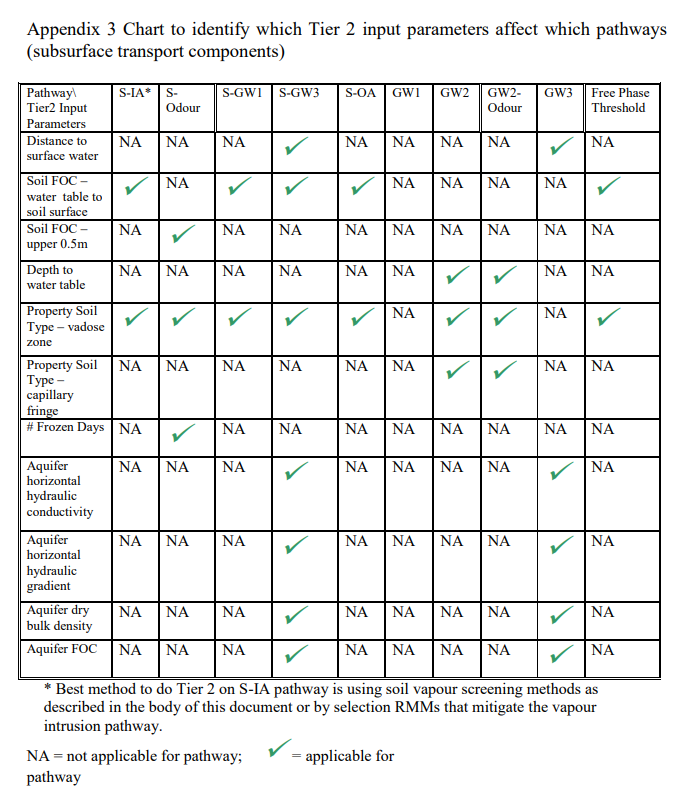 Appendix 3 Chart to identify which Tier 2 input parameters affect which pathways
(subsurface transport components)
Pathway\ Tier2 Input Parameters S-IA* S-Odour S-GW1 S-GW3 S-OA GW1 GW2 GW2-Odour GW3 Free Phase Threshold
Distance to surface water NA NA NA ✓ NA NA NA NA ✓ NA
Soil FOC – water table to soil surface ✓ NA ✓ ✓ ✓ NA NA NA NA ✓
Soil FOC – upper 0.5m NA ✓ NA NA NA NA NA NA NA NA
Depth to water table NA NA NA NA NA NA ✓ ✓ NA NA
Property Soil Type – vadose zone ✓ ✓ ✓ ✓ ✓ NA ✓ ✓ NA ✓
Property Soil Type – capillary fringe NA NA NA NA NA NA ✓ ✓ NA NA
# Frozen Days NA ✓ NA NA NA NA NA NA NA NA
Aquifer horizontal hydraulic conductivity NA NA NA ✓ NA NA NA NA ✓ NA
Aquifer horizontal hydraulic gradient NA NA NA ✓ NA NA NA NA ✓ NA
Aquifer dry bulk density NA NA NA ✓ NA NA NA NA ✓ NA
Aquifer FOC NA NA NA ✓ NA NA NA NA ✓ NA
* Best method to do Tier 2 on S-IA pathway is using soil vapour screening methods as
described in the body of this document or by selection RMMs that mitigate the vapour
intrusion pathway.
NA = not applicable for pathway; ✓ = applicable for
pathway